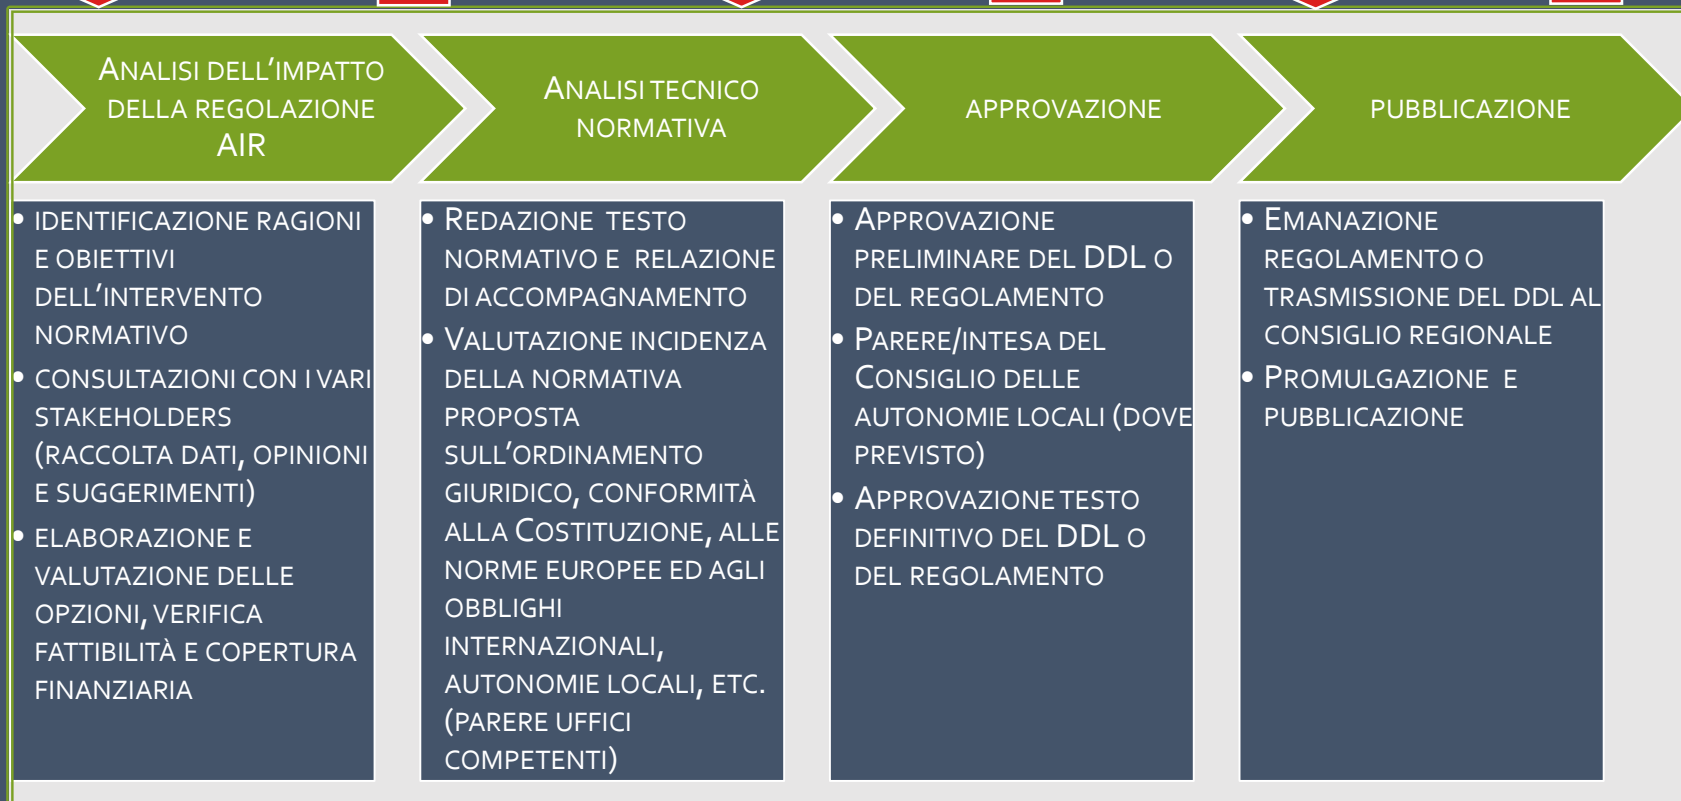 Analisi dell'impatto
della regolazione
AIR
• identificazione ragioni
e obiettivi
dell'intervento
normativo
• consultazioni con i vari
stakeholders
(raccolta dati, opinioni
e suggerimenti)
• elaborazione e
valutazione delle
opzioni, verifica
fattibilità e copertura
finanziaria
Analisi tecnico
normativa
• Redazione testo
normativo e relazione
di accompagnamento
• Valutazione incidenza
della normativa
proposta
sull'ordinamento
giuridico, conformità
alla Costituzione, alle
norme europee ed agli
obblighi
internazionali,
autonomie locali, etc.
(parere uffici
competenti)
approvazione
• Approvazione
preliminare del DDL o
del regolamento
• Parere/intesa del
Consiglio delle
autonomie locali (dove
previsto)
• Approvazione testo
definitivo del DDL o
del regolamento
pubblicazione
• Emanazione
regolamento o
trasmissione del ddl al
consiglio regionale
• Promulgazione e
pubblicazione